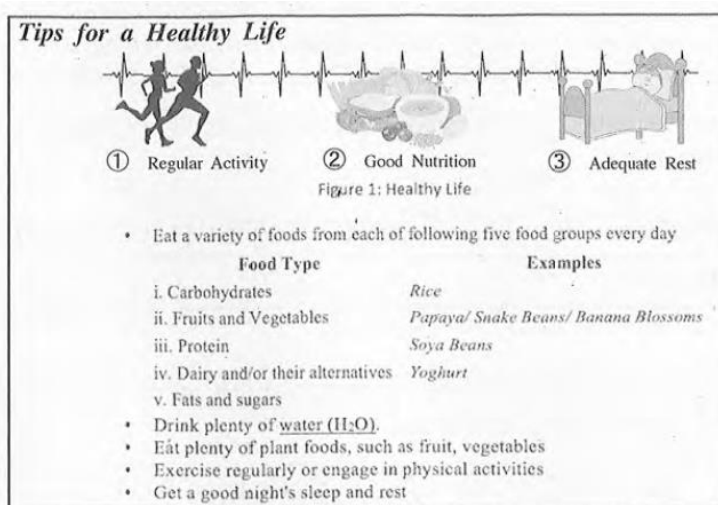 Tips for a Healthy Life
① Regular Activity ② Good Nutrition ③ Adequate Rest
Figure 1: Healthy Life
• Eat a variety of foods from each of following five food groups every day
Food Type Examples
i. Carbohydrates Rice
ii. Fruits and Vegetables Papaya/ Snake Beans/ Banana Blossoms
iii. Protein Soya Beans
iv. Dairy and/or their alternatives Yoghurt
v. Fats and sugars
• Drink plenty of water (H₂O).
• Eat plenty of plant foods, such as fruit, vegetables
• Exercise regularly or engage in physical activities
• Get a good night's sleep and rest